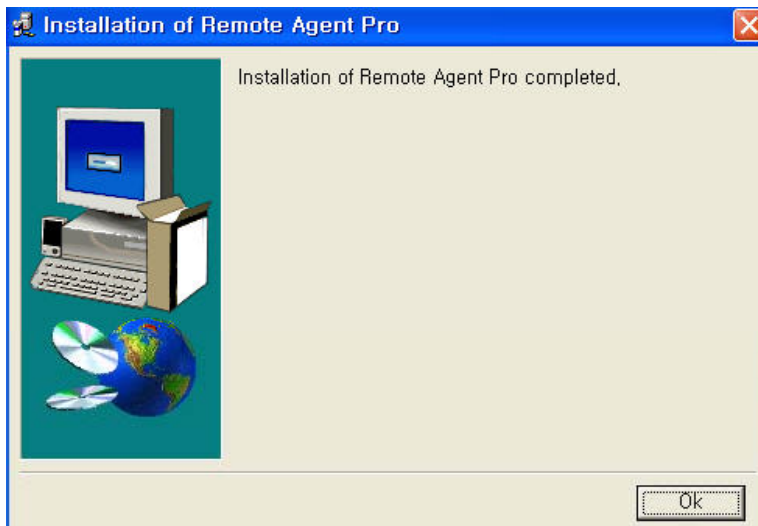 Installation of Remote Agent Pro
Installation of Remote Agent Pro completed.
Ok